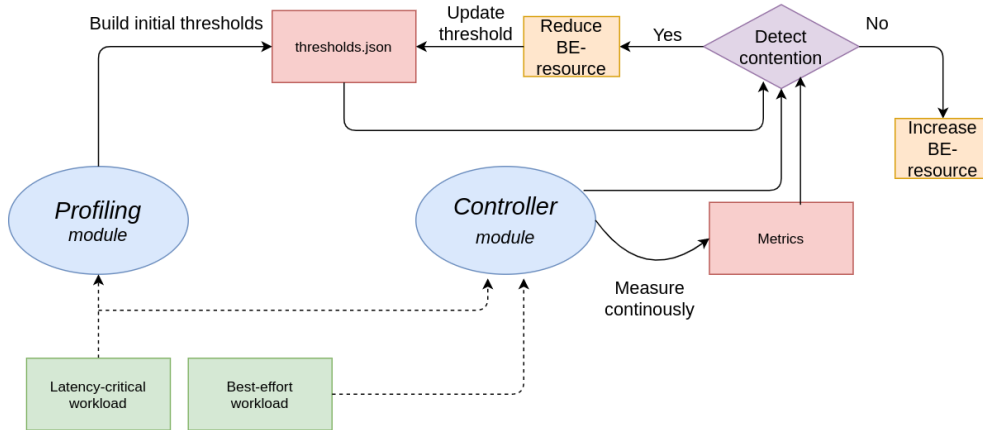 Build initial thresholds
thresholds.json
Update
threshold
Reduce
BE-
resource
Yes
Detect
contention
No
Increase
BE-
resource
Profiling
module
Controller
module
Metrics
Measure
continously
Latency-critical
workload
Best-effort
workload